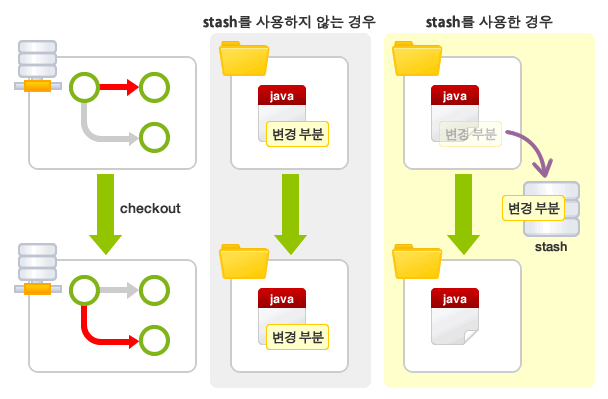 stash를 사용하지 않는 경우
stash를 사용한 경우
java
변경 부분
java
변경 부분
변경 부분
stash
checkout
java
변경 부분
java